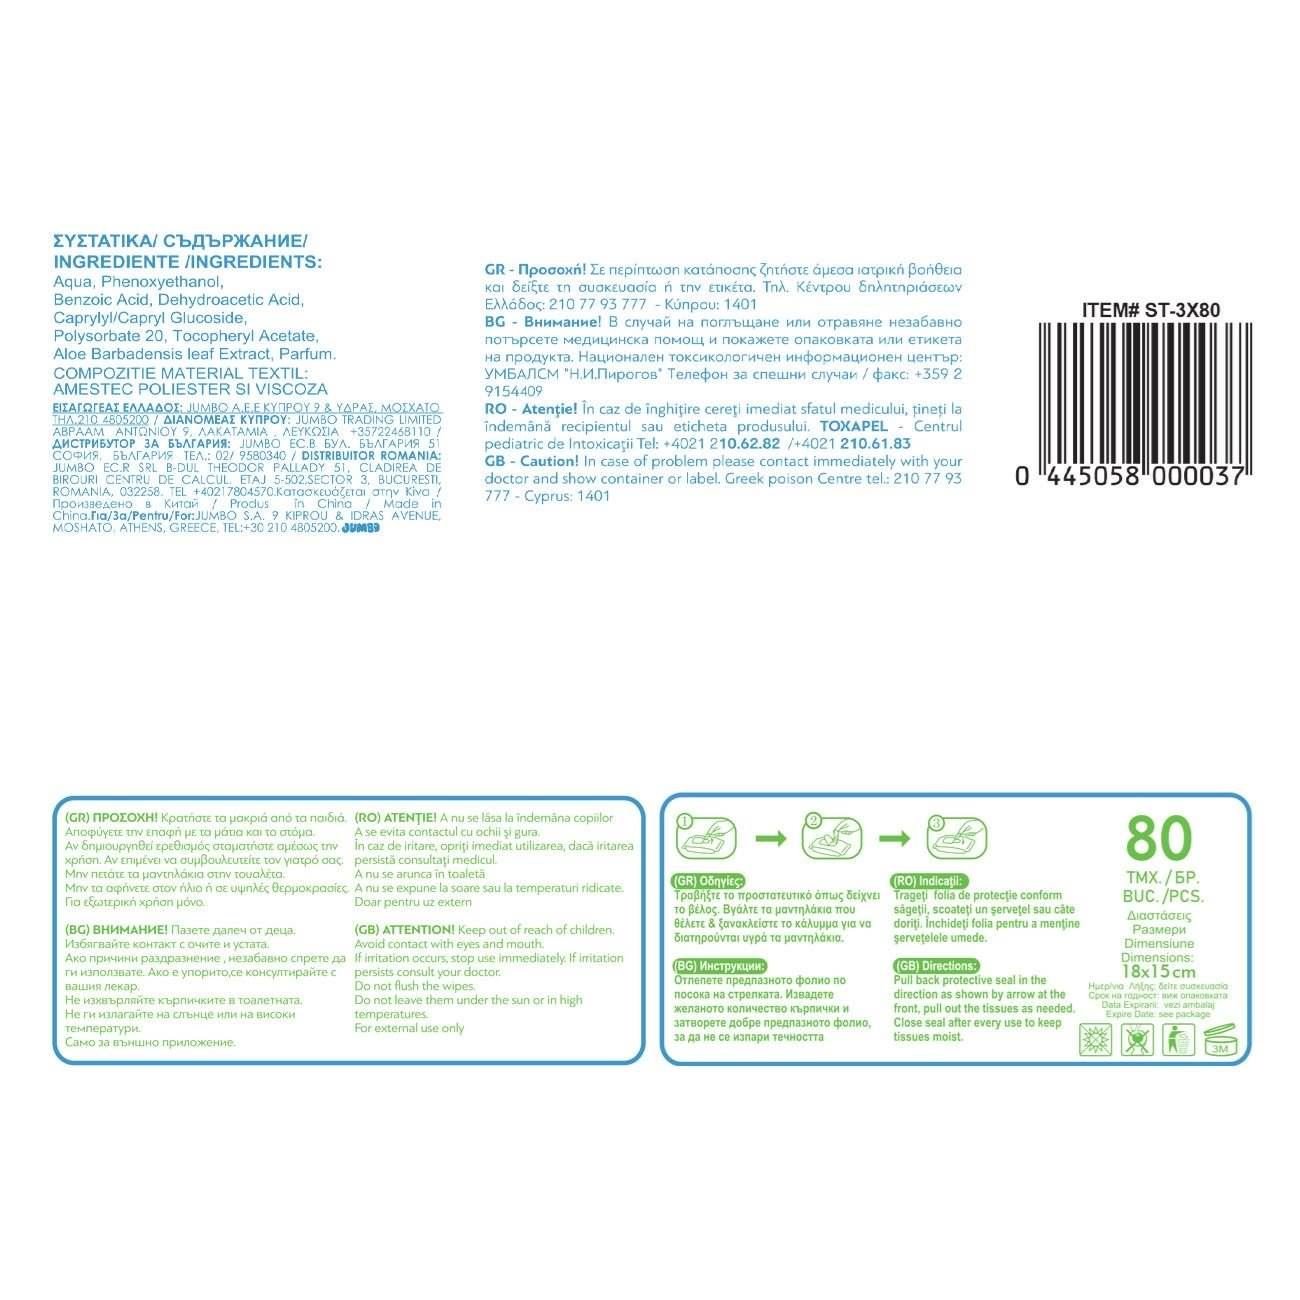 ΣΥΣΤΑΤΙΚΑ/ СЪДЪРЖАНИЕ/
INGREDIENTE /INGREDIENTS:
Aqua, Phenoxyethanol,
Benzoic Acid, Dehydroacetic Acid,
Caprylyl/Capryl Glucoside,
Polysorbate 20, Tocopheryl Acetate,
Aloe Barbadensis leaf Extract, Parfum.
COMPOZITIE MATERIAL TEXTIL:
AMESTEC POLIESTER SI VISCOZA
ΕΙΣΑΓΩΓΕΑΣ ΕΛΛΑΔΟΣ: JUMBO Α.Ε.Ε ΚΥΠΡΟΥ 9 & ΥΔΡΑΣ, ΜΟΣΧΑΤΟ
ΤΗΛ.210 4805200 / ΔΙΑΝΟΜΕΑΣ ΚΥΠΡΟΥ: JUMBO TRADING LIMITED
ΑΒΡΑΑΜ ΑΝΤΩΝΙΟΥ 9, ΛΑΚΑΤΑΜΙΑ , ΛΕΥΚΩΣΙΑ +35722468110 /
ДИСТРИБУТОР ЗА БЪЛГАРИЯ: JUMBO EC.B БУЛ. БЪЛГАРИЯ 51
СОФИЯ, БЪЛГАРИЯ ТЕЛ.: 02/ 9580340 / DISTRIBUITOR ROMANIA:
JUMBO EC.R SRL B-DUL THEODOR PALLADY 51, CLADIREA DE
BIROURI CENTRU DE CALCUL, ETAJ 5-502,SECTOR 3, BUCURESTI,
ROMANIA, 032258. TEL +40217804570.Κατασκευάζεται στην Κίνα /
Произведено в Китай / Produs în China / Made in
China.Για/За/Pentru/For:JUMBO S.A. 9 KIPROU & IDRAS AVENUE,
MOSHATO, ATHENS, GREECE, TEL:+30 210 4805200. JUMBO
GR - Προσοχή! Σε περίπτωση κατάποσης ζητήστε άμεσα ιατρική βοήθεια
και δείξτε τη συσκευασία ή την ετικέτα. Τηλ. Κέντρου δηλητηριάσεων
Ελλάδος: 210 77 93 777 - Κύπρου: 1401
BG - Внимание! В случай на поглъщане или отравяне незабавно
потърсете медицинска помощ и покажете опаковката или етикета
на продукта. Национален токсикологичен информационен център:
УМБАЛСМ "Н.И.Пирогов" Телефон за спешни случаи / факс: +359 2
9154409
RO - Atenţie! În caz de înghiţire cereţi imediat sfatul medicului, ţineţi la
îndemână recipientul sau eticheta produsului. TOXAPEL - Centrul
pediatric de Intoxicaţii Tel: +4021 210.62.82 /+4021 210.61.83
GB - Caution! In case of problem please contact immediately with your
doctor and show container or label. Greek poison Centre tel.: 210 77 93
777 - Cyprus: 1401
ITEM# ST-3X80
0 445058 000037
(GR) ΠΡΟΣΟΧΗ! Κρατήστε τα μακριά από τα παιδιά.
Αποφύγετε την επαφή με τα μάτια και το στόμα.
Αν δημιουργηθεί ερεθισμός σταματήστε αμέσως την
χρήση. Αν επιμένει να συμβουλευτείτε τον γιατρό σας.
Μην πετάτε τα μαντηλάκια στην τουαλέτα.
Μην τα αφήνετε στον ήλιο ή σε υψηλές θερμοκρασίες.
Για εξωτερική χρήση μόνο.
(BG) ВНИМАНИЕ! Пазете далеч от деца.
Избягвайте контакт с очите и устата.
Ако причини раздразнение , незабавно спрете да
ги използвате. Ако е упорито,се консултирайте с
вашия лекар.
Не изхвърляйте кърпичките в тоалетната.
Не ги излагайте на слънце или на високи
температури.
Само за външно приложение.
(RO) ATENŢIE! A nu se lăsa la îndemâna copiilor
A se evita contactul cu ochii şi gura.
În caz de iritare, opriţi imediat utilizarea, dacă iritarea
persistă consultaţi medicul.
A nu se arunca în toaletă
A nu se expune la soare sau la temperaturi ridicate.
Doar pentru uz extern
(GB) ATTENTION! Keep out of reach of children.
Avoid contact with eyes and mouth.
If irritation occurs, stop use immediately. If irritation
persists consult your doctor.
Do not flush the wipes.
Do not leave them under the sun or in high
temperatures.
For external use only
1 2 3
(GR) Οδηγίες:
Τραβήξτε το προστατευτικό όπως δείχνει
το βέλος. Βγάλτε τα μαντηλάκια που
θέλετε & ξανακλείστε το κάλυμμα για να
διατηρούνται υγρά τα μαντηλάκια.
(BG) Инструкции:
Отлепете предпазното фолио по
посока на стрелката. Извадете
желаното количество кърпички и
затворете добре предпазното фолио,
за да не се изпари течността
(RO) Indicaţii:
Trageţi folia de protecţie conform
săgeţii, scoateţi un şerveţel sau câte
doriţi. Închideţi folia pentru a menţine
şerveţelele umede.
(GB) Directions:
Pull back protective seal in the
direction as shown by arrow at the
front, pull out the tissues as needed.
Close seal after every use to keep
tissues moist.
80
ΤΜΧ./ БР.
BUC. /PCS.
Διαστάσεις
Размери
Dimensiune
Dimensions:
18x15cm
Ημερ/νια Λήξης: δείτε συσκευασία
Срок на годност: виж опаковката
Data Expirarii: vezi ambalaj
Expire Date: see package
3M